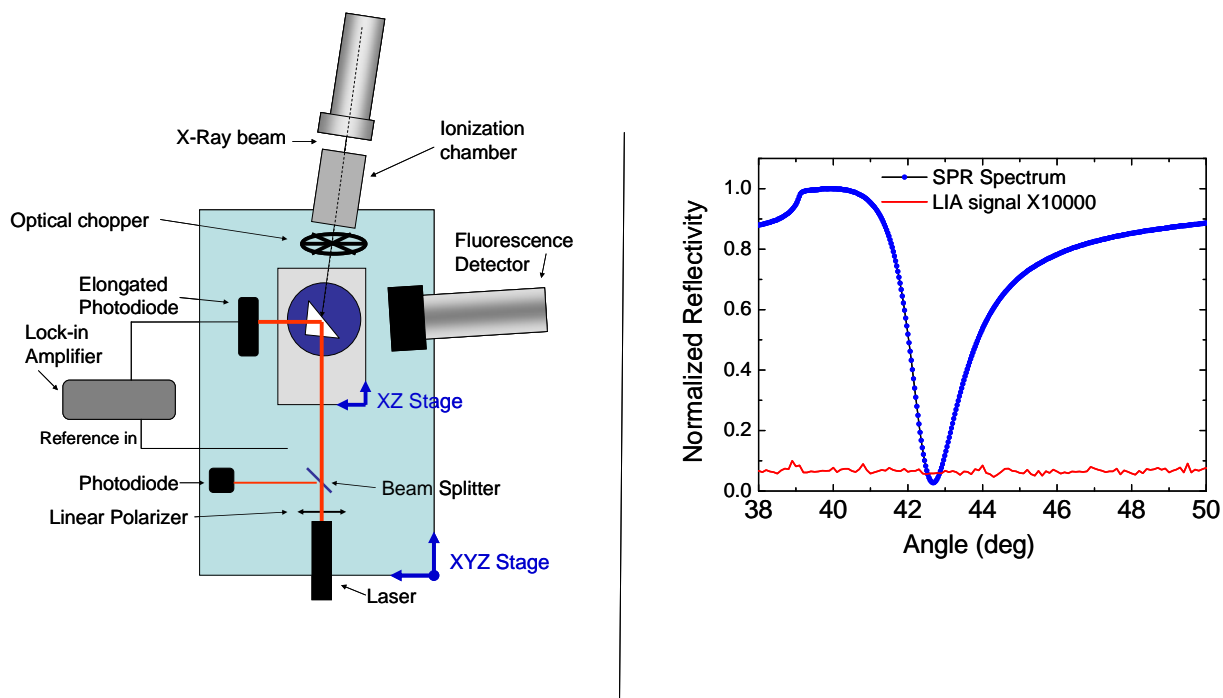 X-Ray beam
Ionization
chamber
Optical chopper
Fluorescence
Detector
Elongated
Photodiode
Lock-in
Amplifier
XZ Stage
Reference in
Photodiode
Beam Splitter
Linear Polarizer
XYZ Stage
Laser
SPR Spectrum
LIA signal X10000
Normalized Reflectivity
1.0
0.8
0.6
0.4
0.2
0.0
38 40 42 44 46 48 50
Angle (deg)